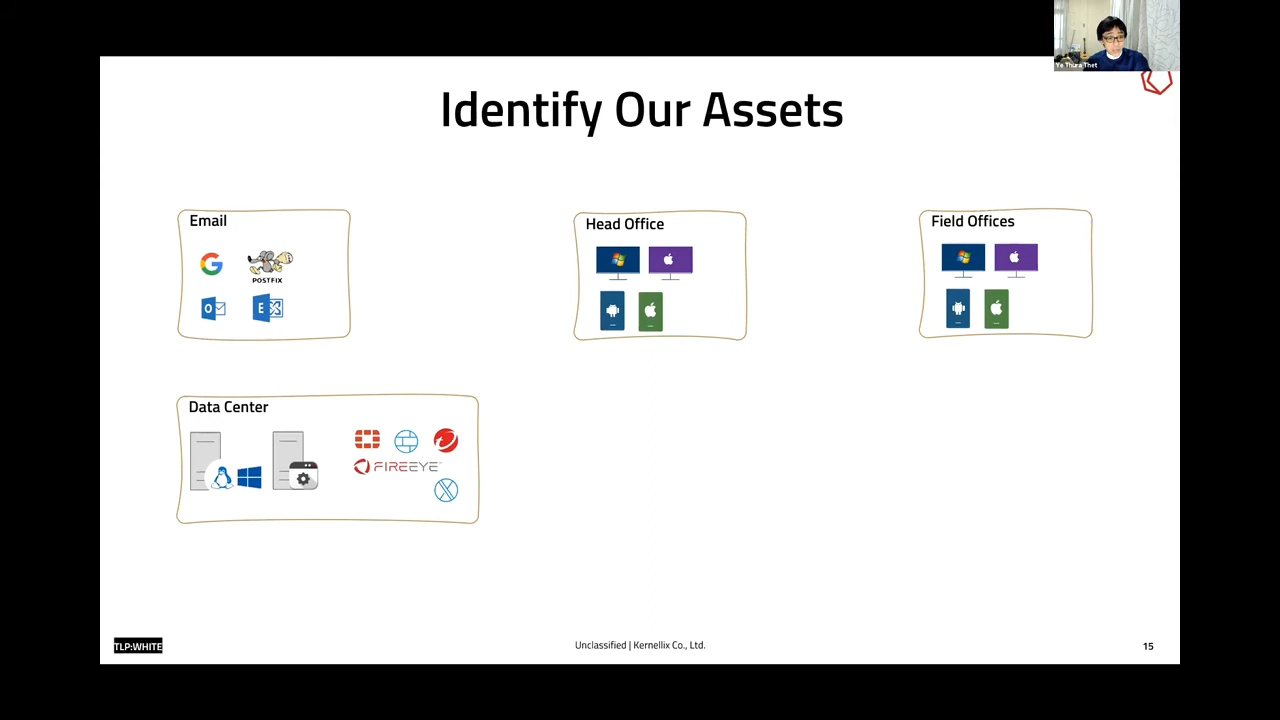 Ye Thura Thet
Identify Our Assets
Email
POSTFIX
Head Office
Field Offices
Data Center
FIREEYE
TLP:WHITE
Unclassified | Kernellix Co., Ltd.
15